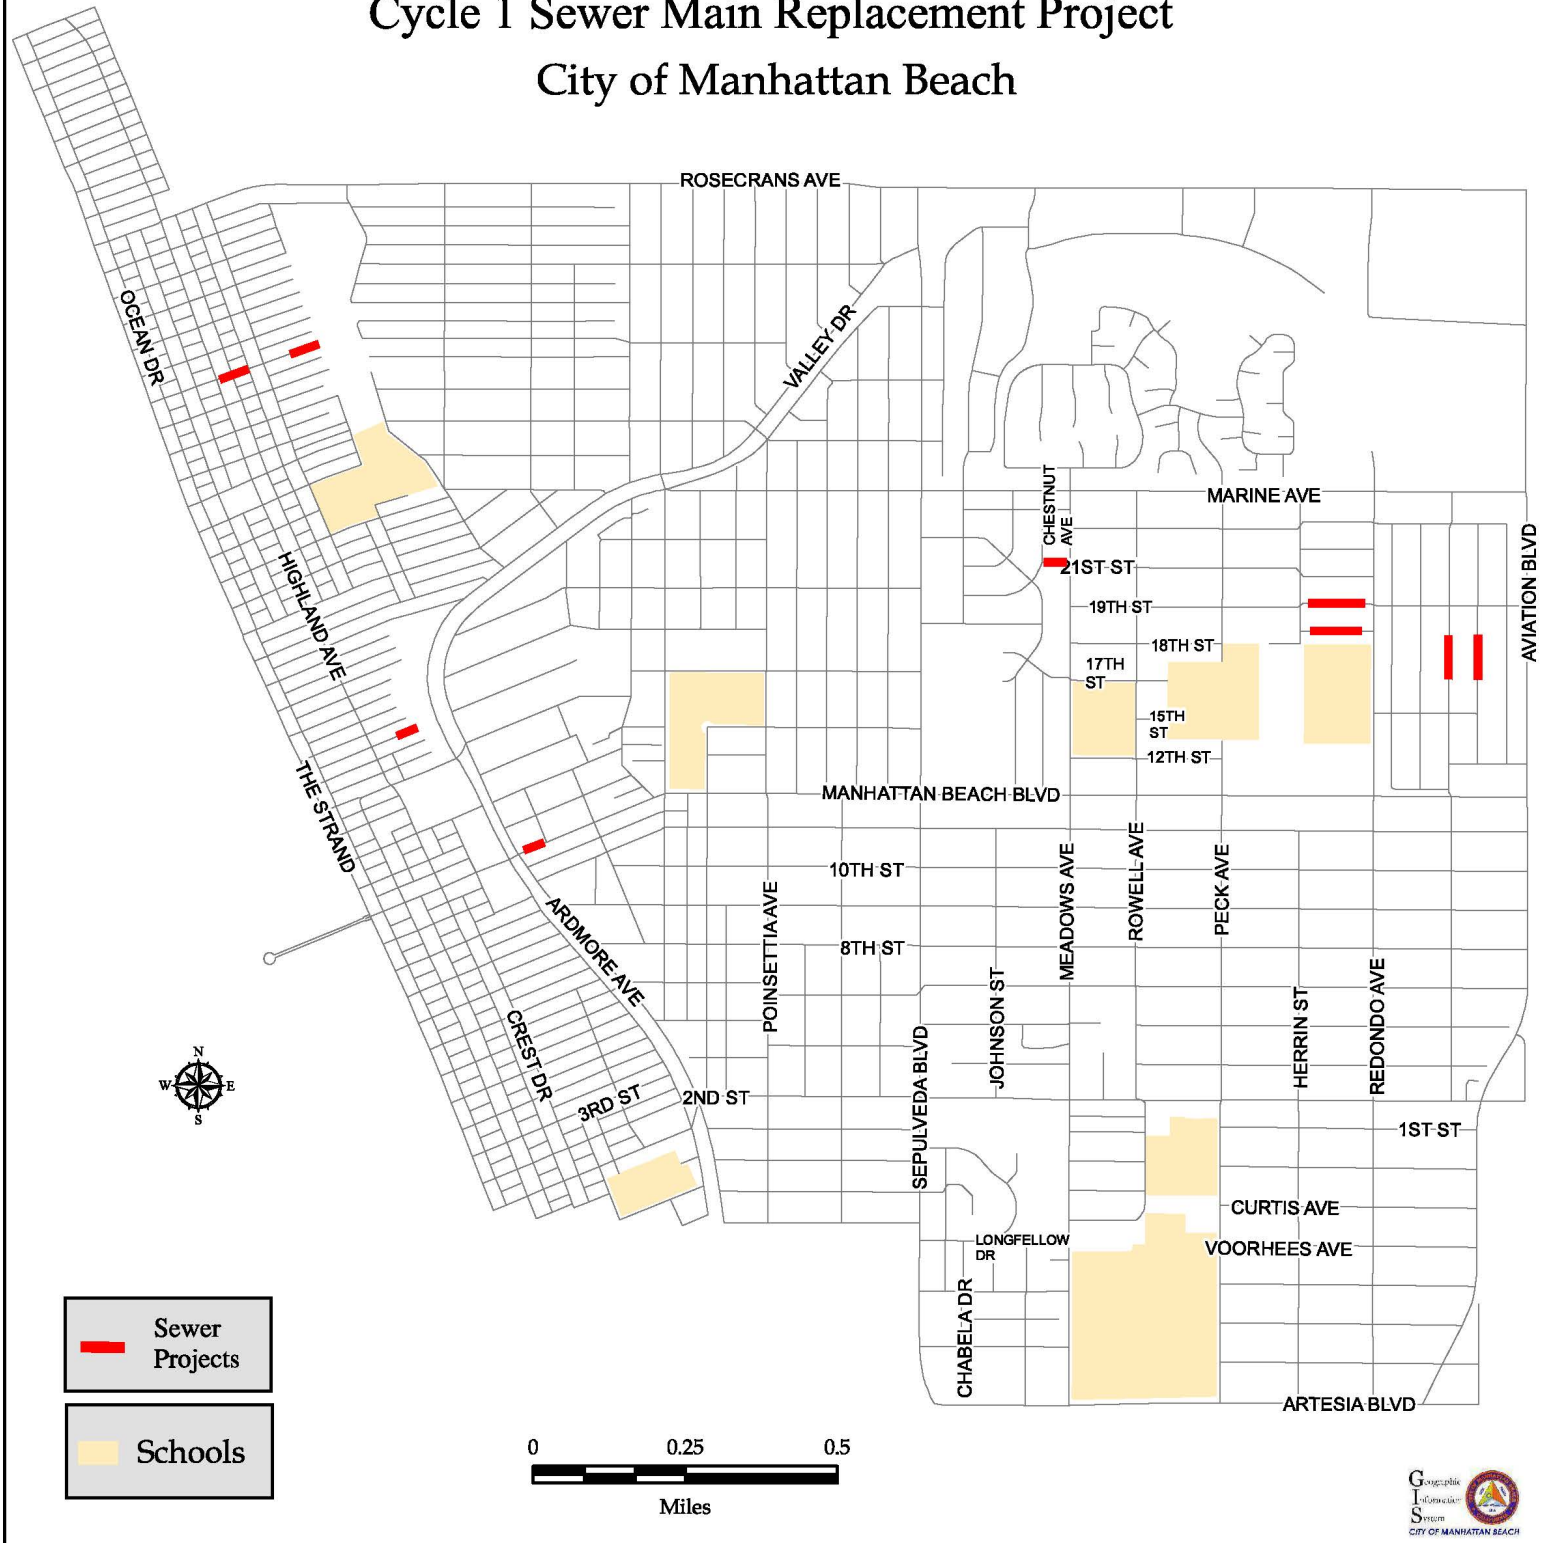 Cycle 1 Sewer Main Replacement Project
City of Manhattan Beach
ROSECRANS AVE
OCEAN DR
VALLEY DR
CHESTNUT
AVE
MARINE AVE
AVIATION BLVD
21ST ST
19TH ST
18TH ST
17TH
ST
15TH
ST
12TH ST
HIGHLAND AVE
THE STRAND
MANHATTAN BEACH BLVD
10TH ST
8TH ST
ARDMORE AVE
POINSETTIA AVE
MEADOWS AVE
ROWELL AVE
PECK AVE
JOHNSON ST
HERRIN ST
REDONDO AVE
CREST DR
SEPULVEDA BLVD
3RD ST
2ND ST
1ST ST
N
W
E
S
CURTIS AVE
LONGFELLOW
DR
VOORHEES AVE
CHABELA DR
ARTESIA BLVD
Sewer
Projects
Schools
0 0.25 0.5
Miles
Geographic
Information
System
CITY OF MANHATTAN BEACH